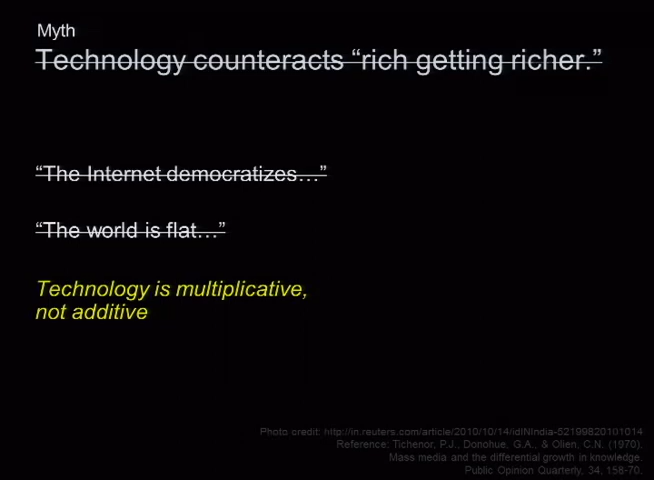 Myth
Technology counteracts “rich getting richer.”
“The Internet democratizes…”
“The world is flat…”
Technology is multiplicative,
not additive
Photo credit: http://in.reuters.com/article/2010/10/14/idINIndia-52199820101014
Reference: Tichenor, P.J., Donohue, G.A., & Olien, C.N. (1970).
Mass media and the differential growth in knowledge.
Public Opinion Quarterly, 34, 158-70.